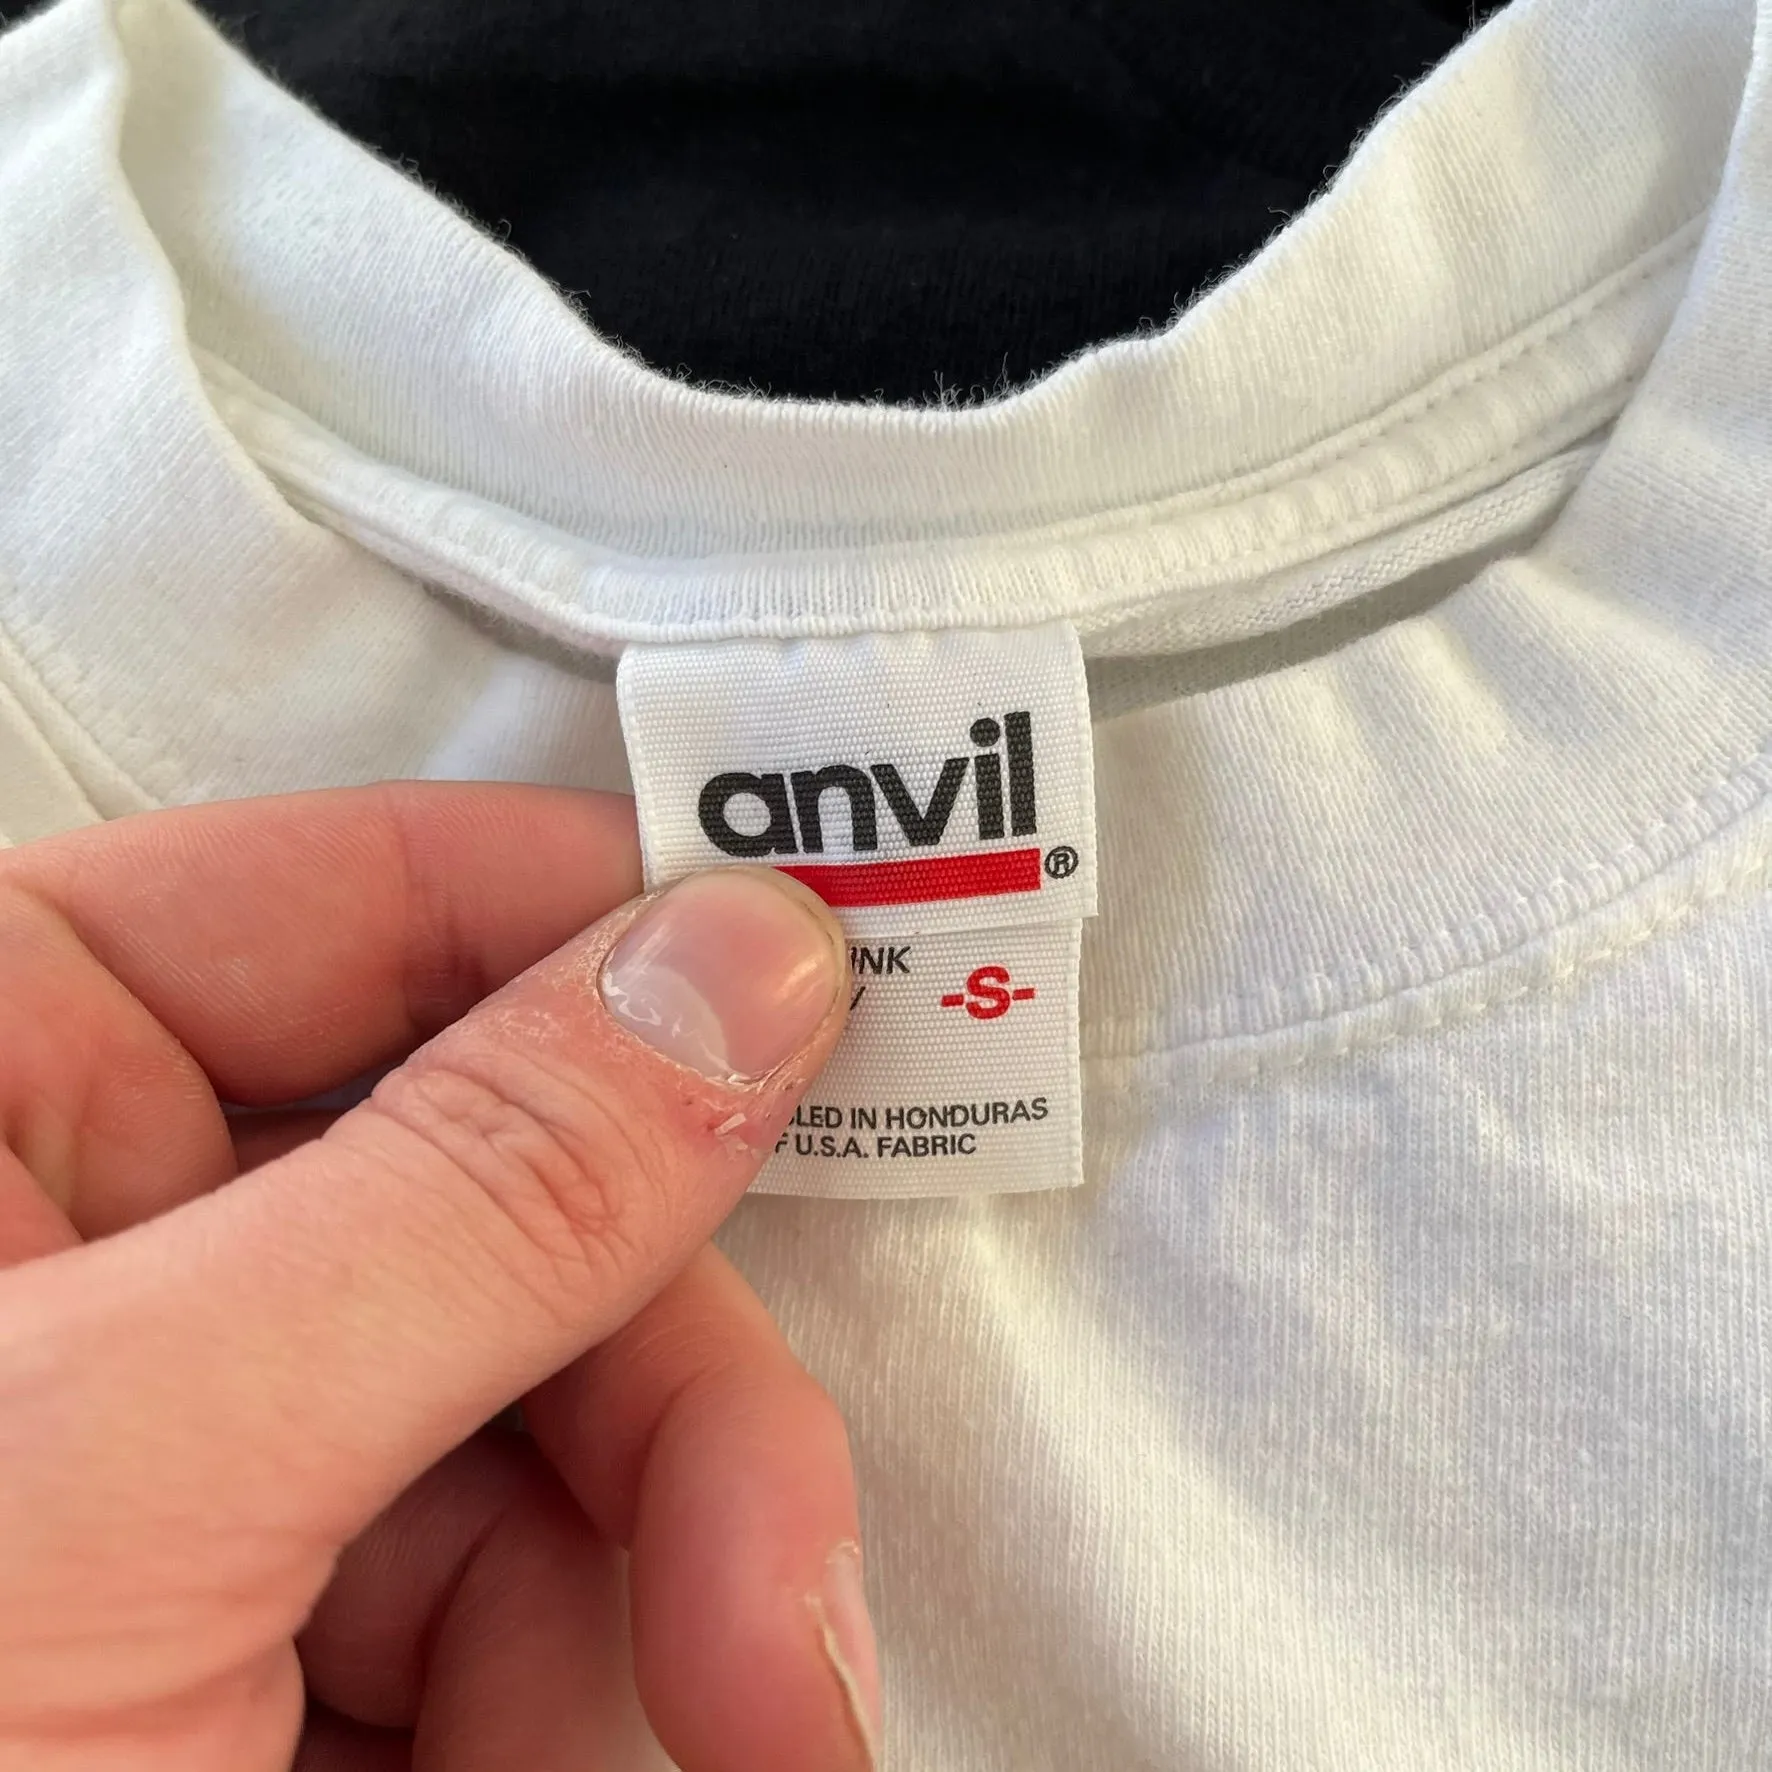 anvil
®
-S-
IN HONDURAS
U.S.A. FABRIC